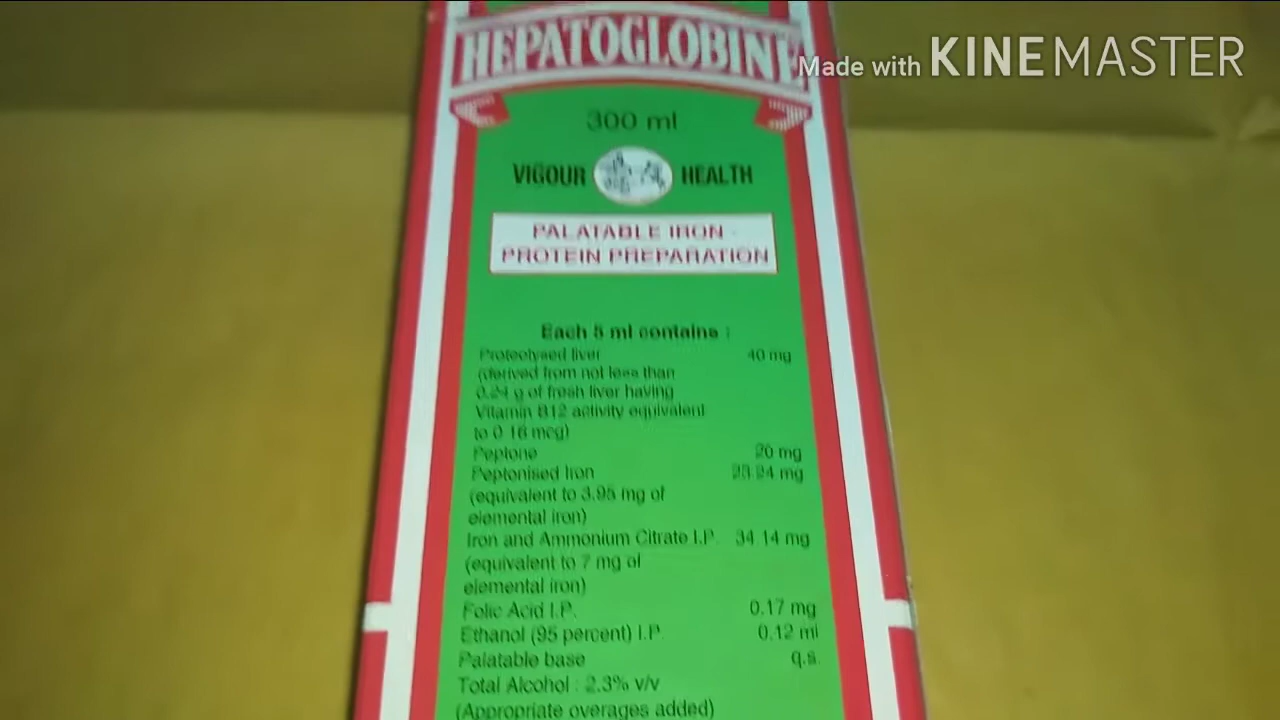 HEPATOGLOBINE
Made with KINEMASTER
300 ml
VIGOUR HEALTH
PALATABLE IRON -
PROTEIN PREPARATION
Each 5 ml contains :
Proteolysed liver 40 mg
(derived from not less than
0.24 g of fresh liver having
Vitamin B12 activity equivalent
to 0.16 mcg)
Peptone 20 mg
Peptonised Iron mg
(equivalent to 3.95 mg of
elemental iron)
Iron and Ammonium Citrate I.P. 34.14 mg
(equivalent to 7 mg of
elemental iron)
Folic Acid I.P. 0.17 mg
Ethanol (95 percent) I.P. 0.12 ml
Palatable base q.s.
Total Alcohol : 2.3% v/v
(Appropriate overages added)